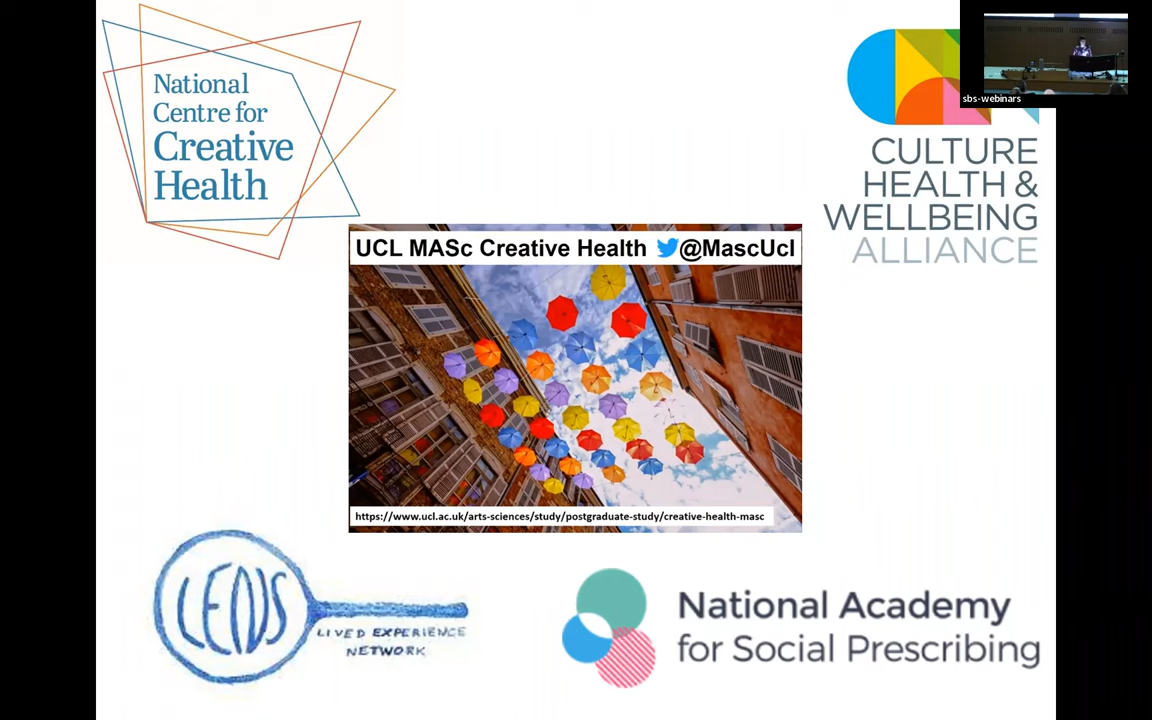 National
Centre for
Creative
Health
sbs-webinars
CULTURE
HEALTH &
WELLBEING
ALLIANCE
UCL MASc Creative Health @MascUcl
https://www.ucl.ac.uk/arts-sciences/study/postgraduate-study/creative-health-masc
LENS
LIVED EXPERIENCE
NETWORK
National Academy
for Social Prescribing